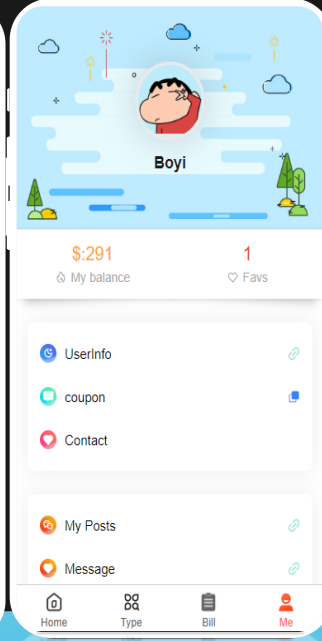 Boyi
$:291 1
My balance Favs
UserInfo
coupon
Contact
My Posts
Message
Home Type Bill Me